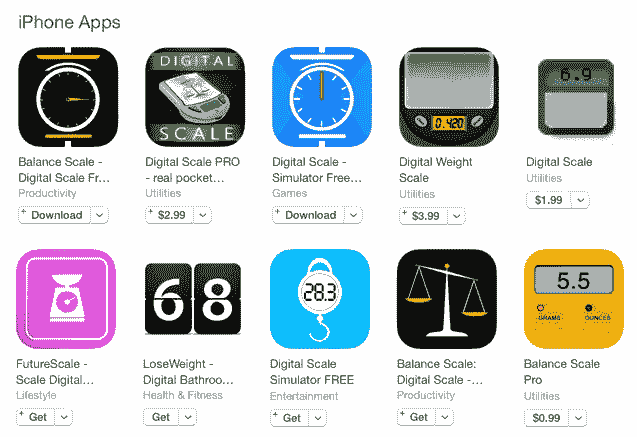 iPhone Apps
DIGITAL
SCALE
0.420
6.9
Balance Scale -
Digital Scale Fr...
Productivity
+ Download
Digital Scale PRO
- real pocket...
Utilities
+ $2.99
Digital Scale -
Simulator Free...
Games
+ Download
Digital Weight
Scale
Utilities
+ $3.99
Digital Scale
Utilities
$1.99
68
28.3
5.5
GRAMS
OUNCES
FutureScale -
Scale Digital...
Lifestyle
+ Get
LoseWeight -
Digital Bathroo...
Health & Fitness
Get
Digital Scale
Simulator FREE
Entertainment
+ Get
Balance Scale:
Digital Scale -...
Productivity
+ Get
Balance Scale
Pro
Utilities
$0.99